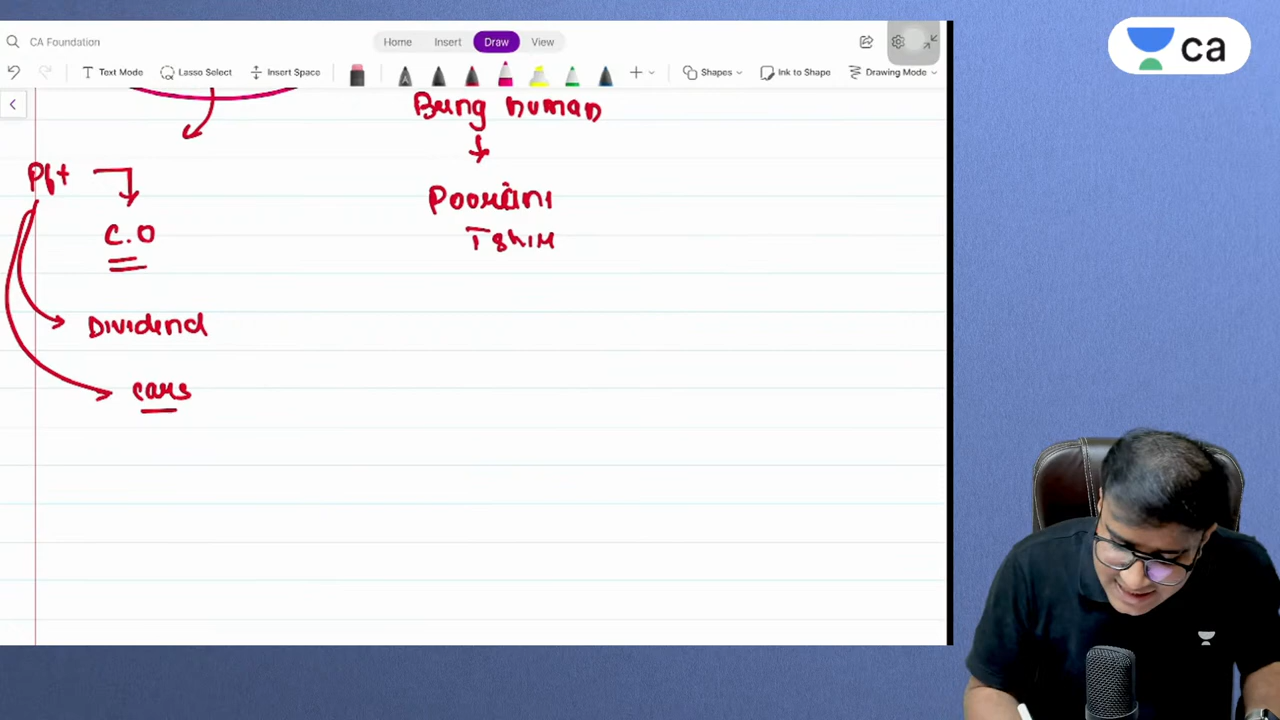 CA Foundation
Home Insert Draw View
Text Mode Lasso Select Insert Space Shapes Ink to Shape Drawing Mode
ca
Being human
Pft
C.O
Tshirt
Dividend
cars